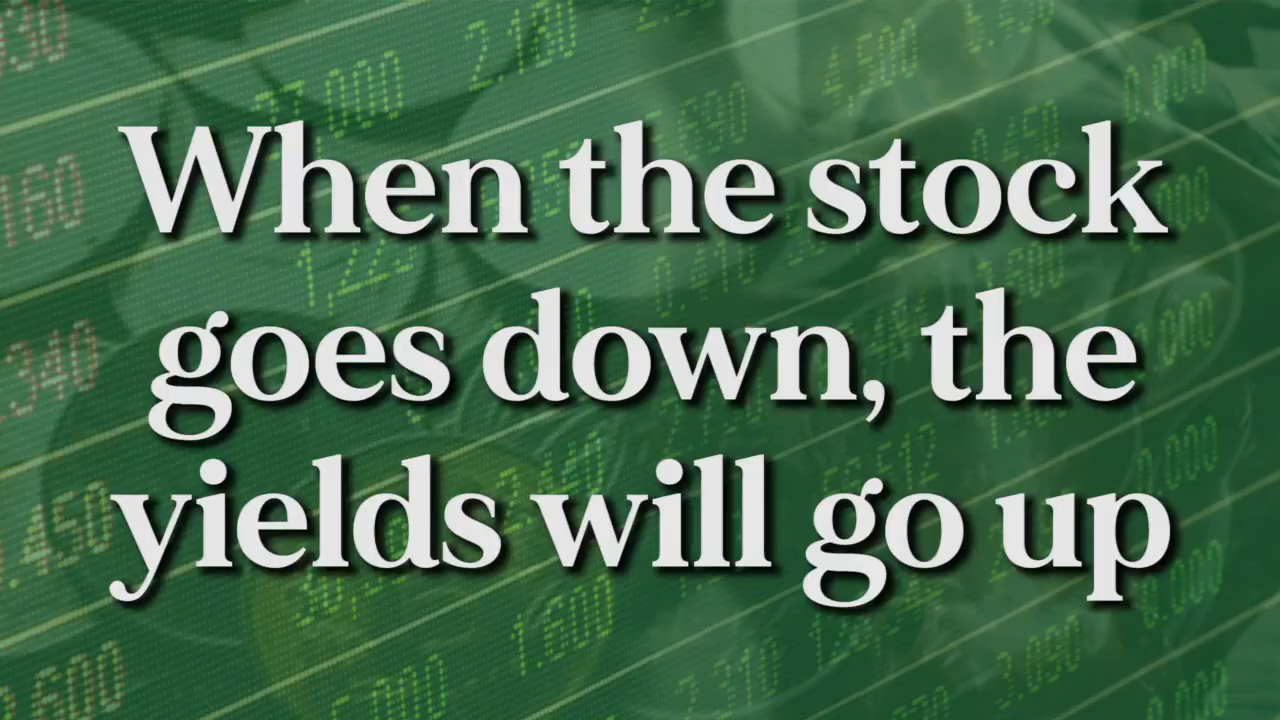 When the stock
goes down, the
yields will go up